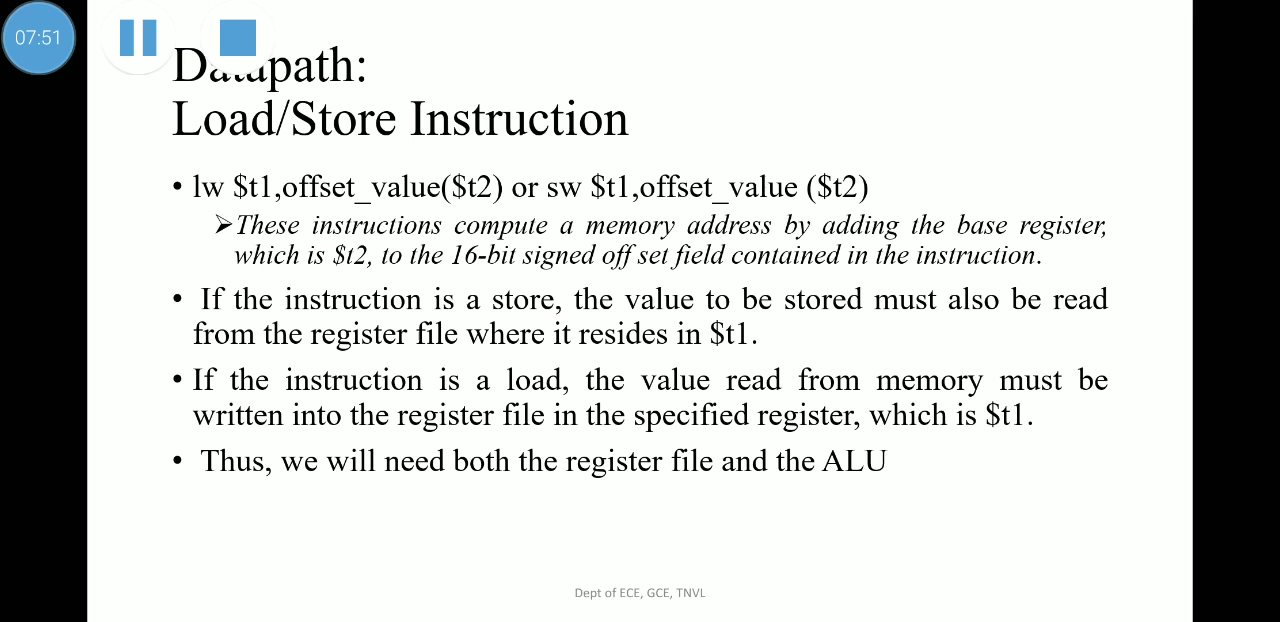 07:51
Datapath:
Load/Store Instruction
• lw $t1,offset_value($t2) or sw $t1,offset_value ($t2)
➢These instructions compute a memory address by adding the base register,
which is $t2, to the 16-bit signed off set field contained in the instruction.
• If the instruction is a store, the value to be stored must also be read
from the register file where it resides in $t1.
• If the instruction is a load, the value read from memory must be
written into the register file in the specified register, which is $t1.
• Thus, we will need both the register file and the ALU
Dept of ECE, GCE, TNVL